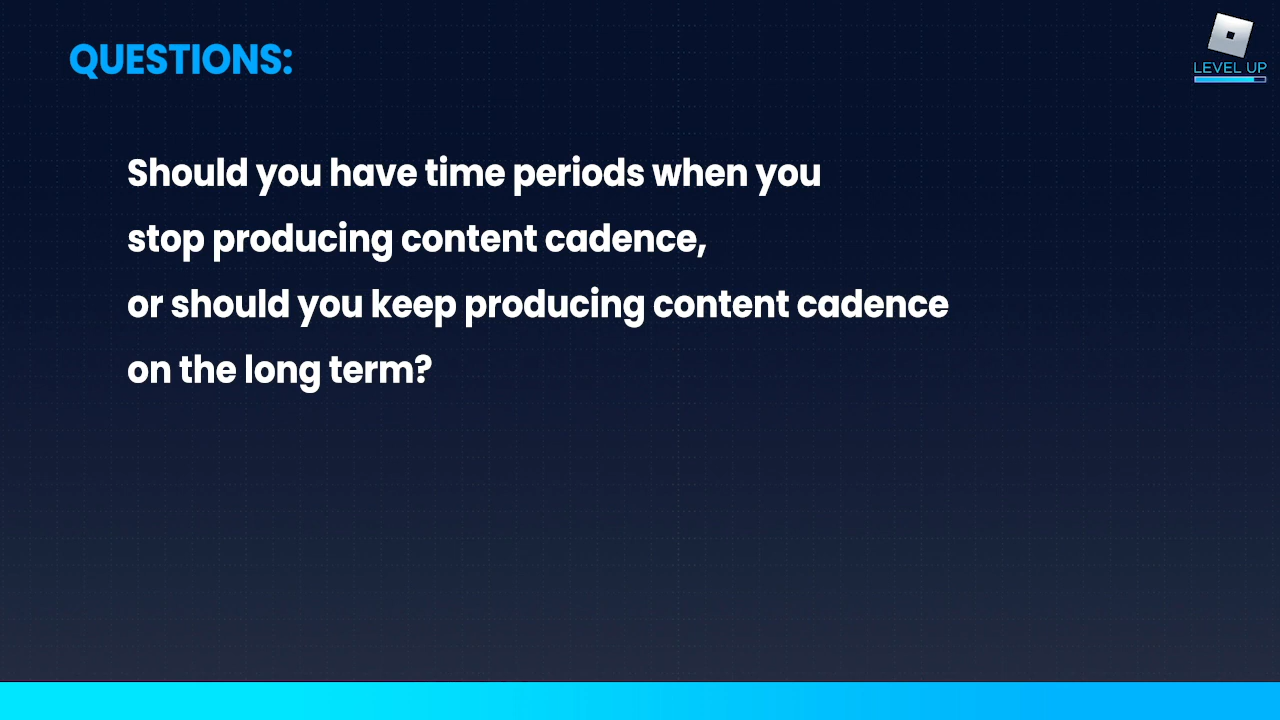 QUESTIONS:
LEVEL UP
Should you have time periods when you
stop producing content cadence,
or should you keep producing content cadence
on the long term?